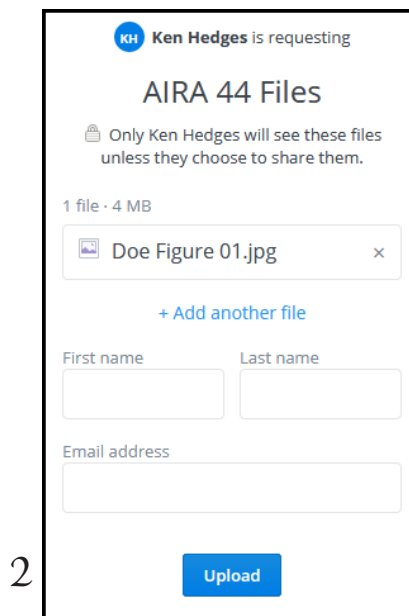 KH Ken Hedges is requesting
AIRA 44 Files
Only Ken Hedges will see these files
unless they choose to share them.
1 file · 4 MB
Doe Figure 01.jpg ×
+ Add another file
First name Last name
Email address
2 Upload